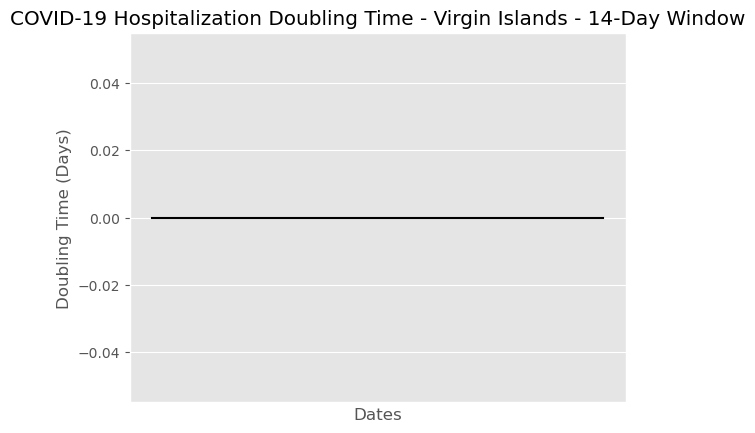 COVID-19 Hospitalization Doubling Time - Virgin Islands - 14-Day Window
Doubling Time (Days)
0.04
0.02
0.00
−0.02
−0.04
Dates